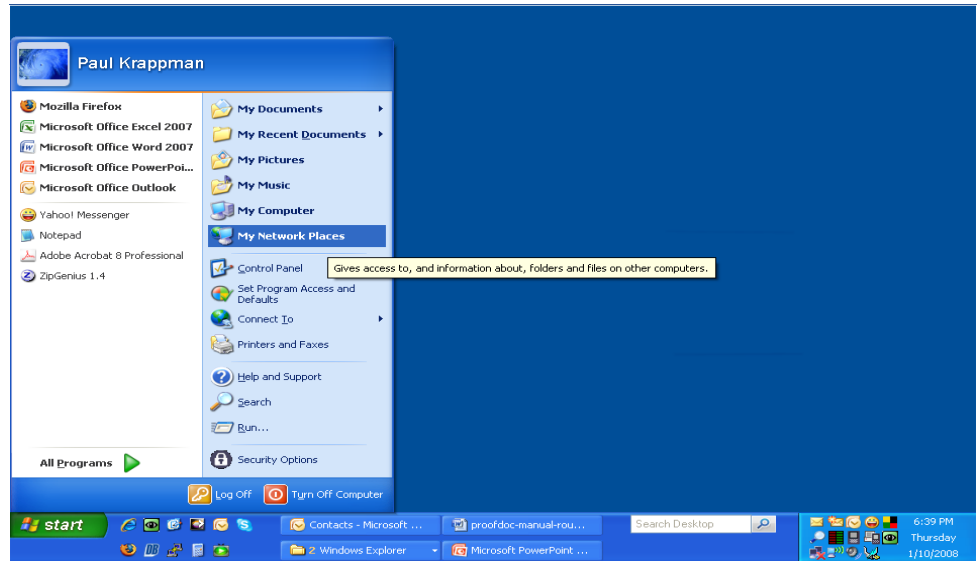 Paul Krappman
Mozilla Firefox
Microsoft Office Excel 2007
Microsoft Office Word 2007
Microsoft Office PowerPoi...
Microsoft Office Outlook
Yahoo! Messenger
Notepad
Adobe Acrobat 8 Professional
ZipGenius 1.4
All Programs
My Documents
My Recent Documents
My Pictures
My Music
My Computer
My Network Places
Control Panel
Gives access to, and information about, folders and files on other computers.
Set Program Access and
Defaults
Connect To
Printers and Faxes
Help and Support
Search
Run...
Security Options
Log Off
Turn Off Computer
start
Contacts - Microsoft ...
proofdoc-manual-rou...
Search Desktop
2 Windows Explorer
Microsoft PowerPoint ...
6:39 PM
Thursday
1/10/2008